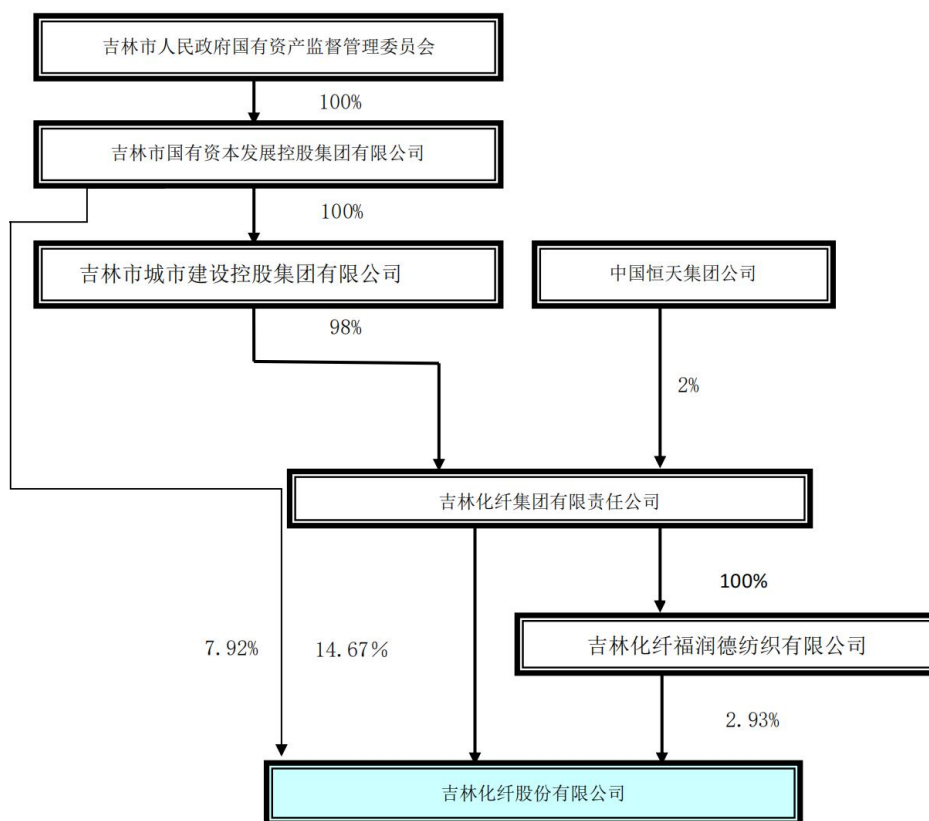 吉林市人民政府国有资产监督管理委员会
100%
吉林市国有资本发展控股集团有限公司
100%
吉林市城市建设控股集团有限公司
中国恒天集团公司
98%
2%
吉林化纤集团有限责任公司
100%
7.92%
14.67%
吉林化纤福润德纺织有限公司
2.93%
吉林化纤股份有限公司